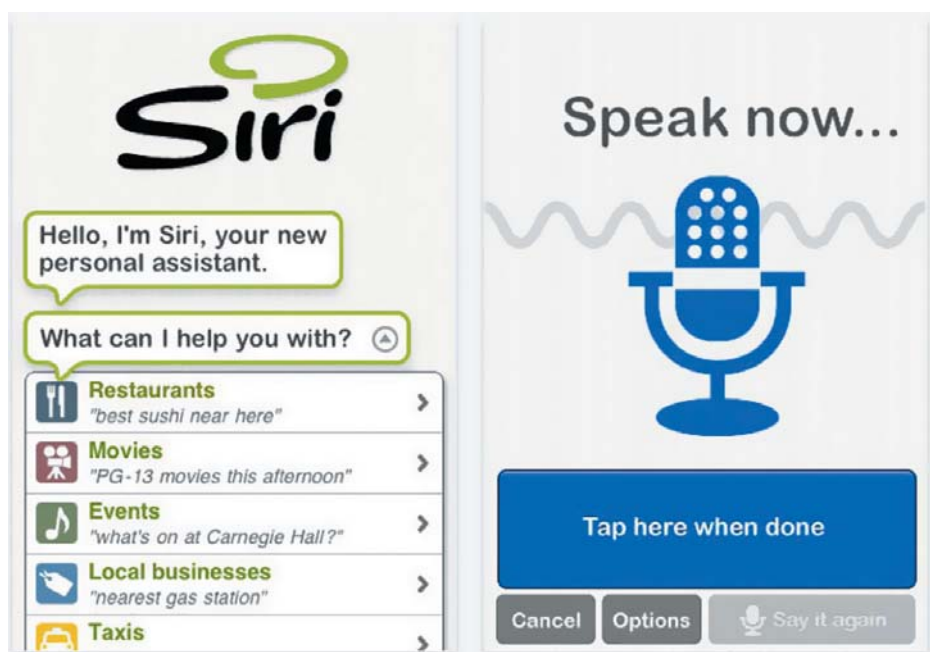 Siri
Hello, I'm Siri, your new
personal assistant.
What can I help you with?
Restaurants
"best sushi near here"
Movies
"PG-13 movies this afternoon"
Events
"what's on at Carnegie Hall?"
Local businesses
"nearest gas station"
Taxis
Speak now...
Tap here when done
Cancel Options Say it again